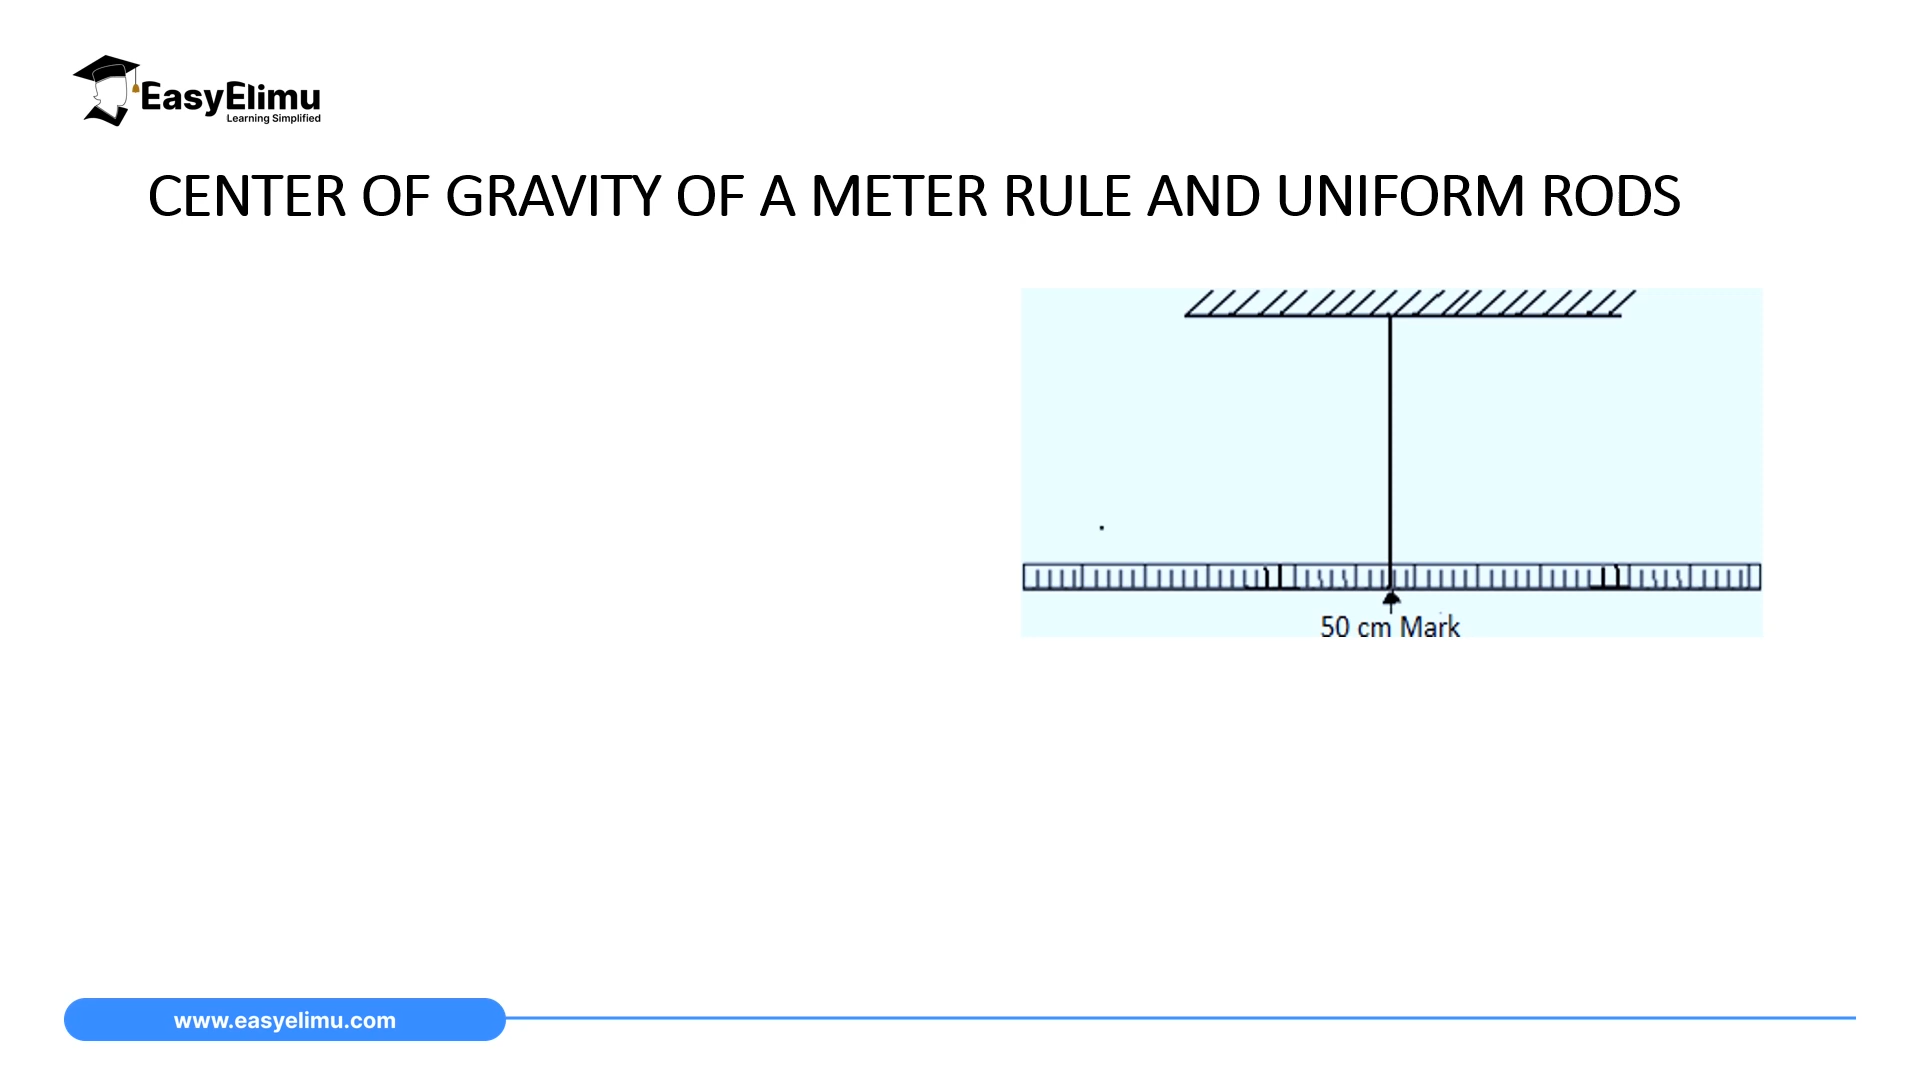 EasyElimu
Learning Simplified
CENTER OF GRAVITY OF A METER RULE AND UNIFORM RODS
50 cm Mark
www.easyelimu.com